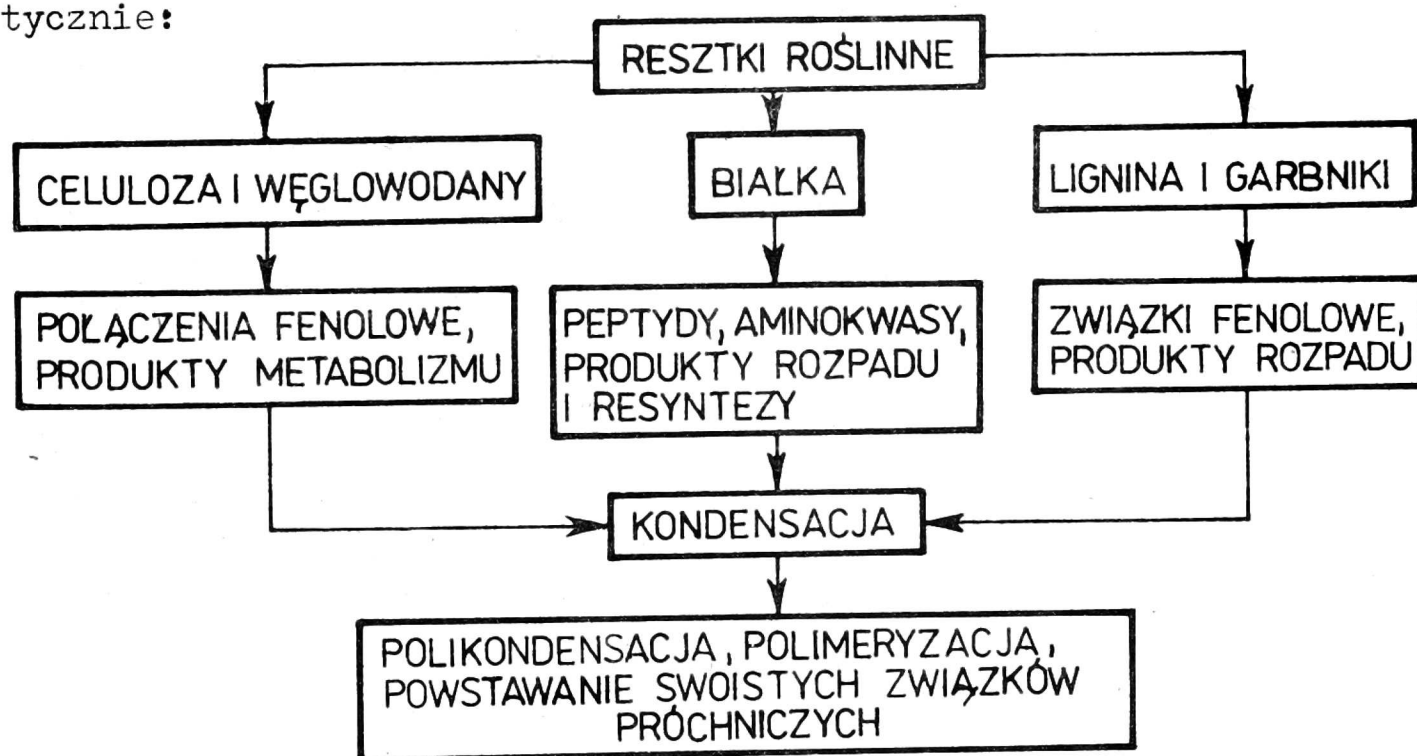 tycznie:
RESZTKI ROŚLINNE
CELULOZA I WĘGLOWODANY
BIAŁKA
LIGNINA I GARBNIKI
POŁĄCZENIA FENOLOWE,
PRODUKTY METABOLIZMU
PEPTYDY, AMINOKWASY,
PRODUKTY ROZPADU
I RESYNTEZY
ZWIĄZKI FENOLOWE,
PRODUKTY ROZPADU
KONDENSACJA
POLIKONDENSACJA, POLIMERYZACJA,
POWSTAWANIE SWOISTYCH ZWIĄZKÓW
PRÓCHNICZYCH